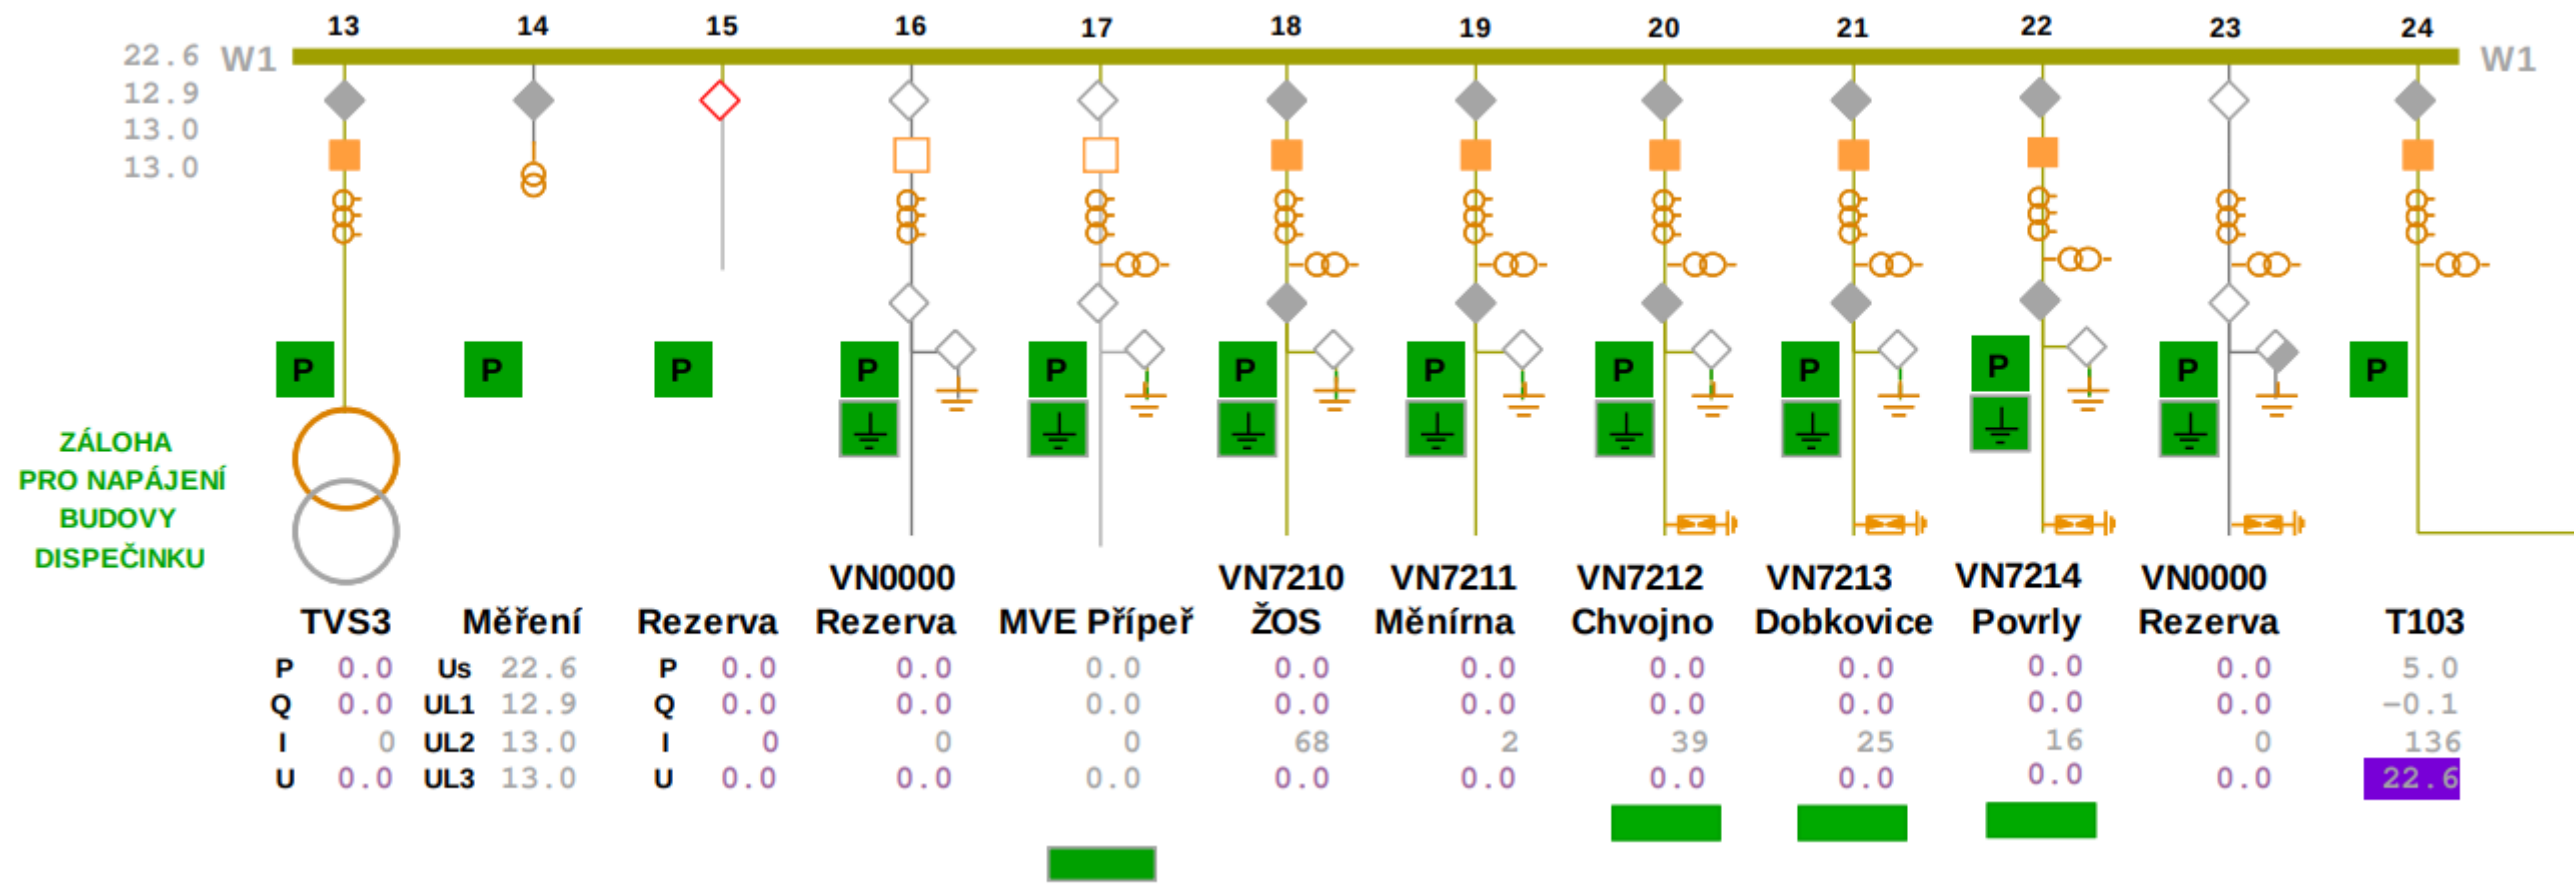 13 14 15 16 17 18 19 20 21 22 23 24
22.6 W1 W1
12.9
13.0
13.0
P P P P P P P P P P P P
ZÁLOHA
PRO NAPÁJENÍ
BUDOVY
DISPEČINKU
VN0000 VN7210 VN7211 VN7212 VN7213 VN7214 VN0000
TVS3 Měření Rezerva Rezerva MVE Přípeř ŽOS Měnírna Chvojno Dobkovice Povrly Rezerva T103
P 0.0 Us 22.6 P 0.0 0.0 0.0 0.0 0.0 0.0 0.0 0.0 0.0 5.0
Q 0.0 UL1 12.9 Q 0.0 0.0 0.0 0.0 0.0 0.0 0.0 0.0 0.0 -0.1
I 0 UL2 13.0 I 0 0 0 68 2 39 25 16 0 136
U 0.0 UL3 13.0 U 0.0 0.0 0.0 0.0 0.0 0.0 0.0 0.0 0.0 22.6